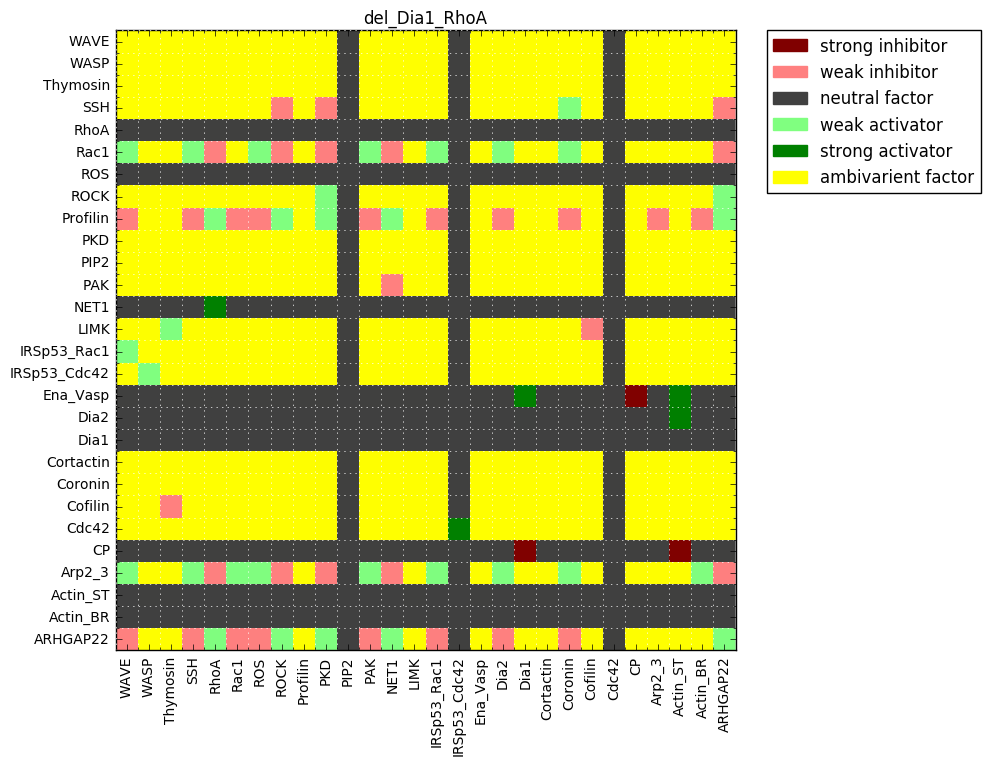 del_Dia1_RhoA
WAVE
WASP
Thymosin
SSH
RhoA
Rac1
ROS
ROCK
Profilin
PKD
PIP2
PAK
NET1
LIMK
IRSp53_Rac1
IRSp53_Cdc42
Ena_Vasp
Dia2
Dia1
Cortactin
Coronin
Cofilin
Cdc42
CP
Arp2_3
Actin_ST
Actin_BR
ARHGAP22
WAVE
WASP
Thymosin
SSH
RhoA
Rac1
ROS
ROCK
Profilin
PKD
PIP2
PAK
NET1
LIMK
IRSp53_Rac1
IRSp53_Cdc42
Ena_Vasp
Dia2
Dia1
Cortactin
Coronin
Cofilin
Cdc42
CP
Arp2_3
Actin_ST
Actin_BR
ARHGAP22
strong inhibitor
weak inhibitor
neutral factor
weak activator
strong activator
ambivarient factor